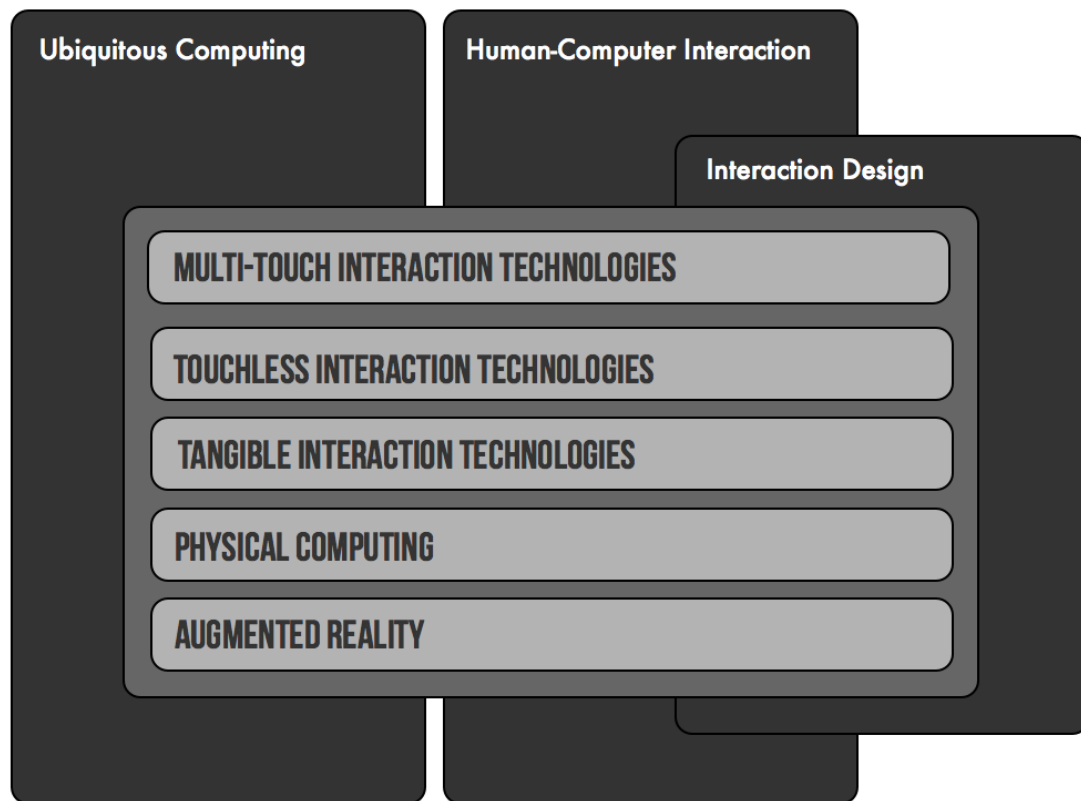 Ubiquitous Computing
Human-Computer Interaction
Interaction Design
MULTI-TOUCH INTERACTION TECHNOLOGIES
TOUCHLESS INTERACTION TECHNOLOGIES
TANGIBLE INTERACTION TECHNOLOGIES
PHYSICAL COMPUTING
AUGMENTED REALITY